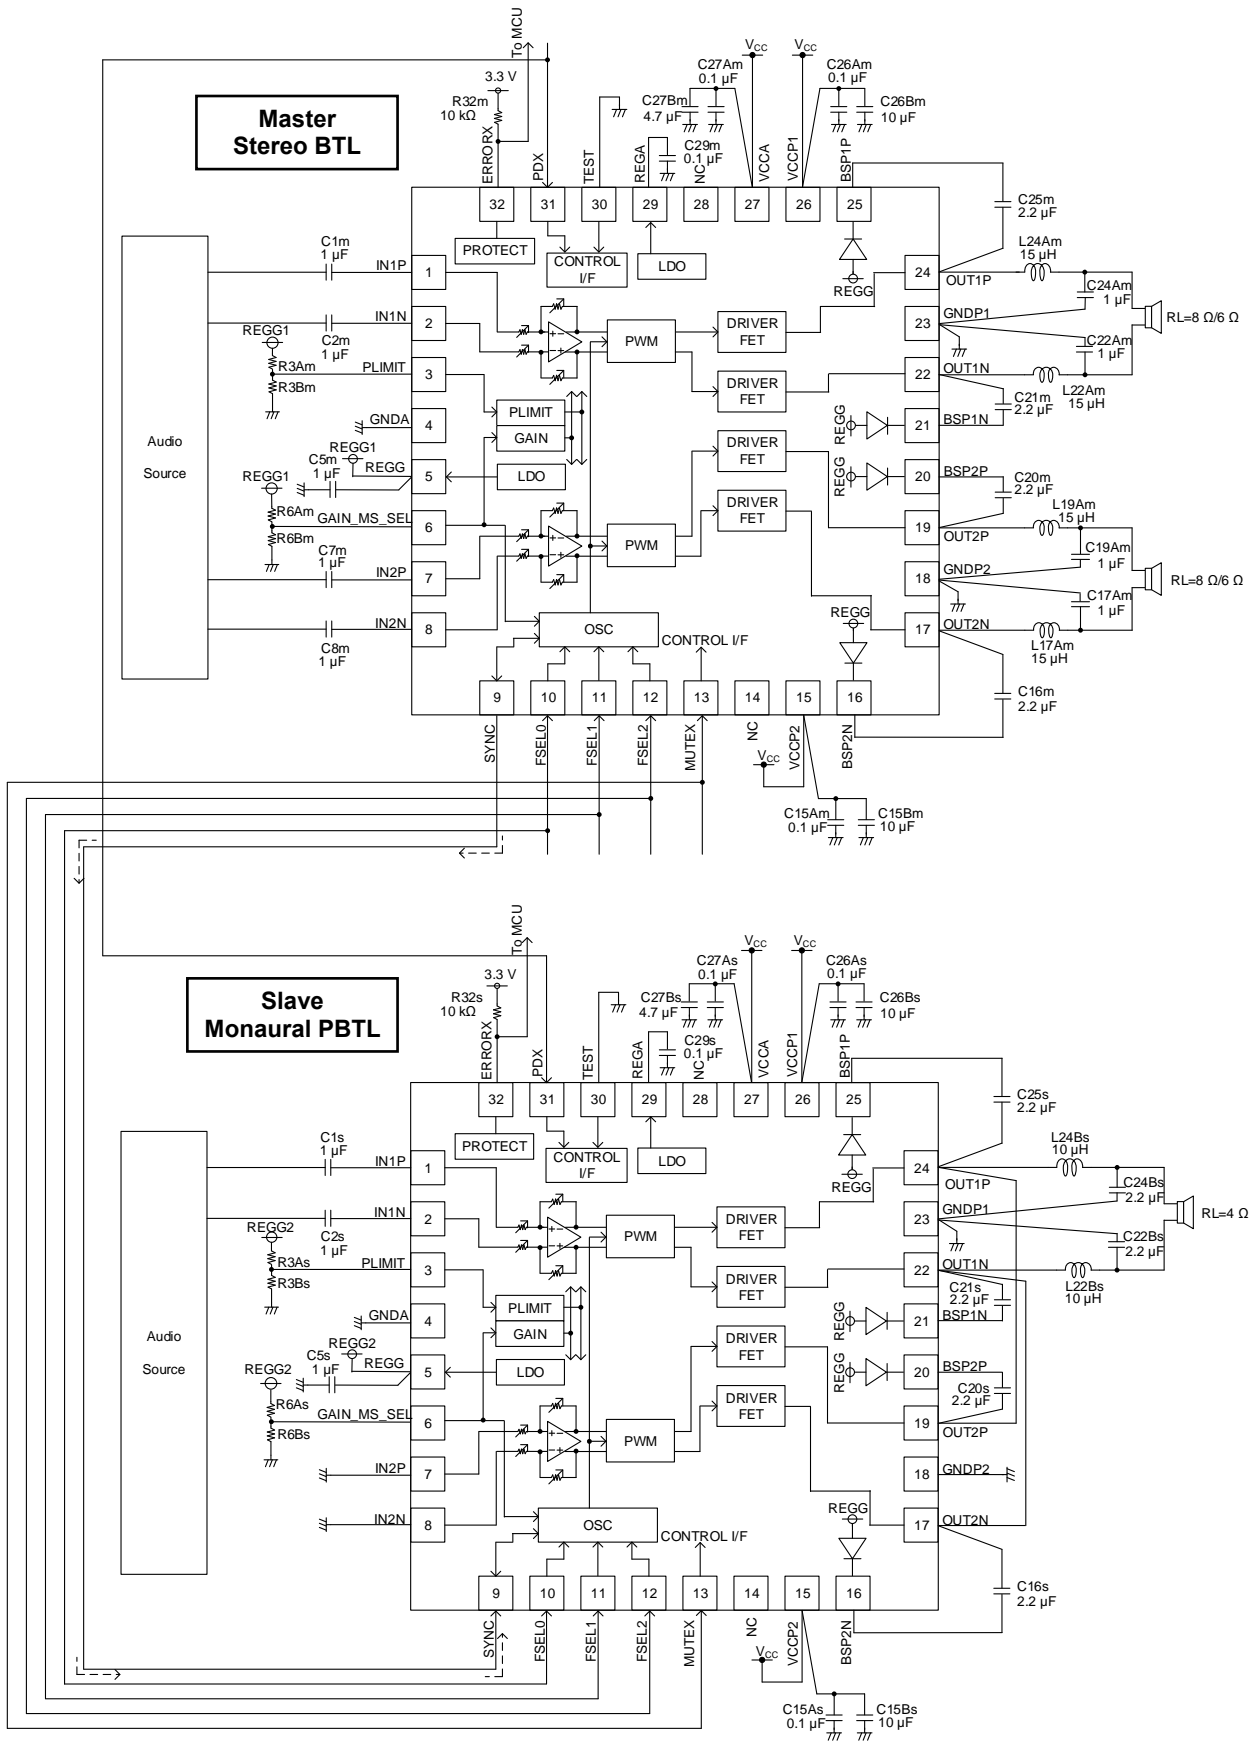 To MCU
3.3 V
R32m
10 kΩ
ERRORX
PDX
TEST
REGA
C29m
0.1 µF
NC
C27Am
0.1 µF
C27Bm
4.7 µF
VCC
VCCA
VCC
VCCP1
C26Am
0.1 µF
C26Bm
10 µF
BSP1P
Master
Stereo BTL
32
31
30
29
28
27
26
25
PROTECT
CONTROL
I/F
LDO
REGG
C25m
2.2 µF
Audio
Source
C1m
1 µF
IN1P
1
C2m
1 µF
IN1N
2
REGG1
R3Am
R3Bm
PLIMIT
3
GNDA
4
REGG1
C5m
1 µF
REGG
5
REGG1
R6Am
R6Bm
GAIN_MS_SEL
6
C7m
1 µF
IN2P
7
C8m
1 µF
IN2N
8
PWM
DRIVER
FET
DRIVER
FET
PLIMIT
GAIN
LDO
DRIVER
FET
DRIVER
FET
PWM
OSC
CONTROL I/F
REGG
REGG
REGG
24
OUT1P
L24Am
15 µH
C24Am
1 µF
23
GNDP1
C22Am
1 µF
RL=8 Ω/6 Ω
22
OUT1N
L22Am
15 µH
C21m
2.2 µF
21
BSP1N
20
BSP2P
C20m
2.2 µF
19
OUT2P
L19Am
15 µH
C19Am
1 µF
18
GNDP2
C17Am
1 µF
RL=8 Ω/6 Ω
17
OUT2N
L17Am
15 µH
C16m
2.2 µF
9
10
11
12
13
14
15
16
SYNC
FSEL0
FSEL1
FSEL2
MUTEX
NC
VCC
VCCP2
BSP2N
C15Am
0.1 µF
C15Bm
10 µF
To MCU
3.3 V
R32s
10 kΩ
ERRORX
PDX
TEST
REGA
C29s
0.1 µF
NC
C27As
0.1 µF
C27Bs
4.7 µF
VCC
VCCA
VCC
VCCP1
C26As
0.1 µF
C26Bs
10 µF
BSP1P
Slave
Monaural PBTL
32
31
30
29
28
27
26
25
PROTECT
CONTROL
I/F
LDO
REGG
C25s
2.2 µF
Audio
Source
C1s
1 µF
IN1P
1
C2s
1 µF
IN1N
2
REGG2
R3As
R3Bs
PLIMIT
3
GNDA
4
REGG2
C5s
1 µF
REGG
5
REGG2
R6As
R6Bs
GAIN_MS_SEL
6
IN2P
7
IN2N
8
PWM
DRIVER
FET
DRIVER
FET
PLIMIT
GAIN
LDO
DRIVER
FET
DRIVER
FET
PWM
OSC
CONTROL I/F
REGG
REGG
REGG
24
OUT1P
L24Bs
10 µH
C24Bs
2.2 µF
23
GNDP1
C22Bs
2.2 µF
RL=4 Ω
22
OUT1N
L22Bs
10 µH
C21s
2.2 µF
21
BSP1N
20
BSP2P
C20s
2.2 µF
19
OUT2P
18
GNDP2
17
OUT2N
C16s
2.2 µF
9
10
11
12
13
14
15
16
SYNC
FSEL0
FSEL1
FSEL2
MUTEX
NC
VCC
VCCP2
BSP2N
C15As
0.1 µF
C15Bs
10 µF